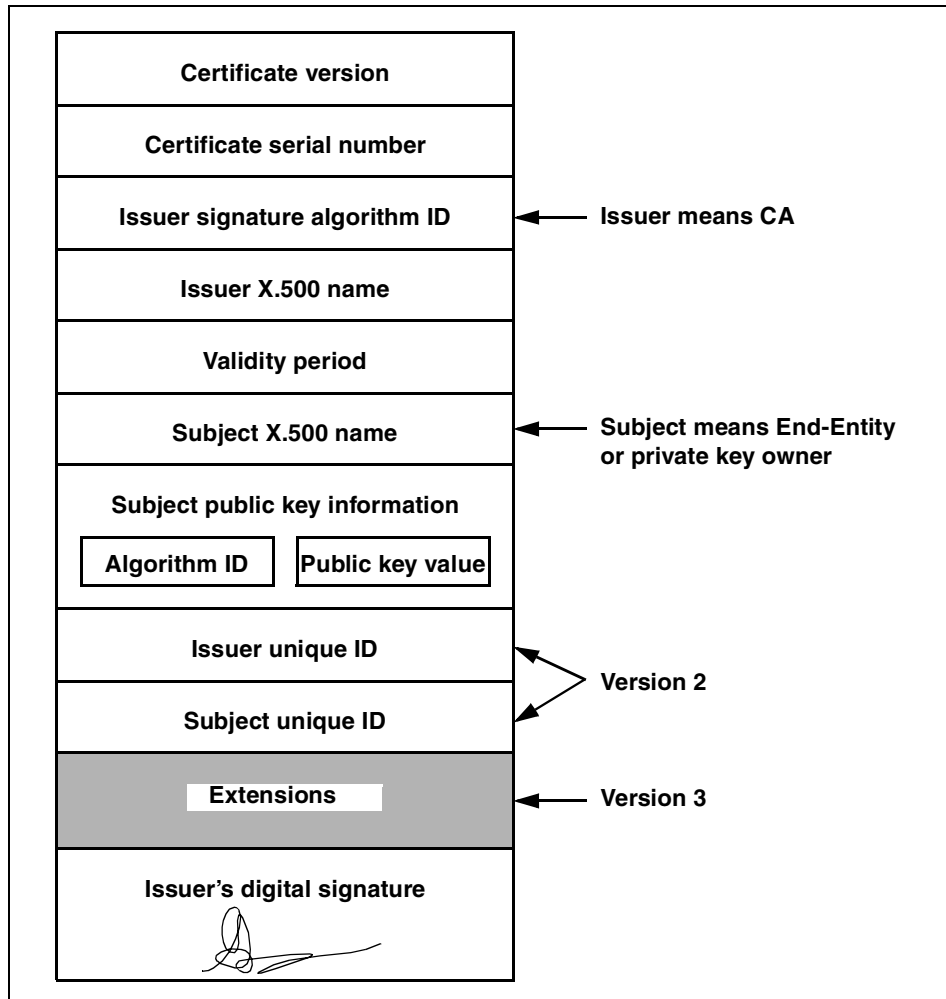 Certificate version
Certificate serial number
Issuer signature algorithm ID
Issuer means CA
Issuer X.500 name
Validity period
Subject X.500 name
Subject means End-Entity
or private key owner
Subject public key information
Algorithm ID
Public key value
Issuer unique ID
Version 2
Subject unique ID
Extensions
Version 3
Issuer’s digital signature